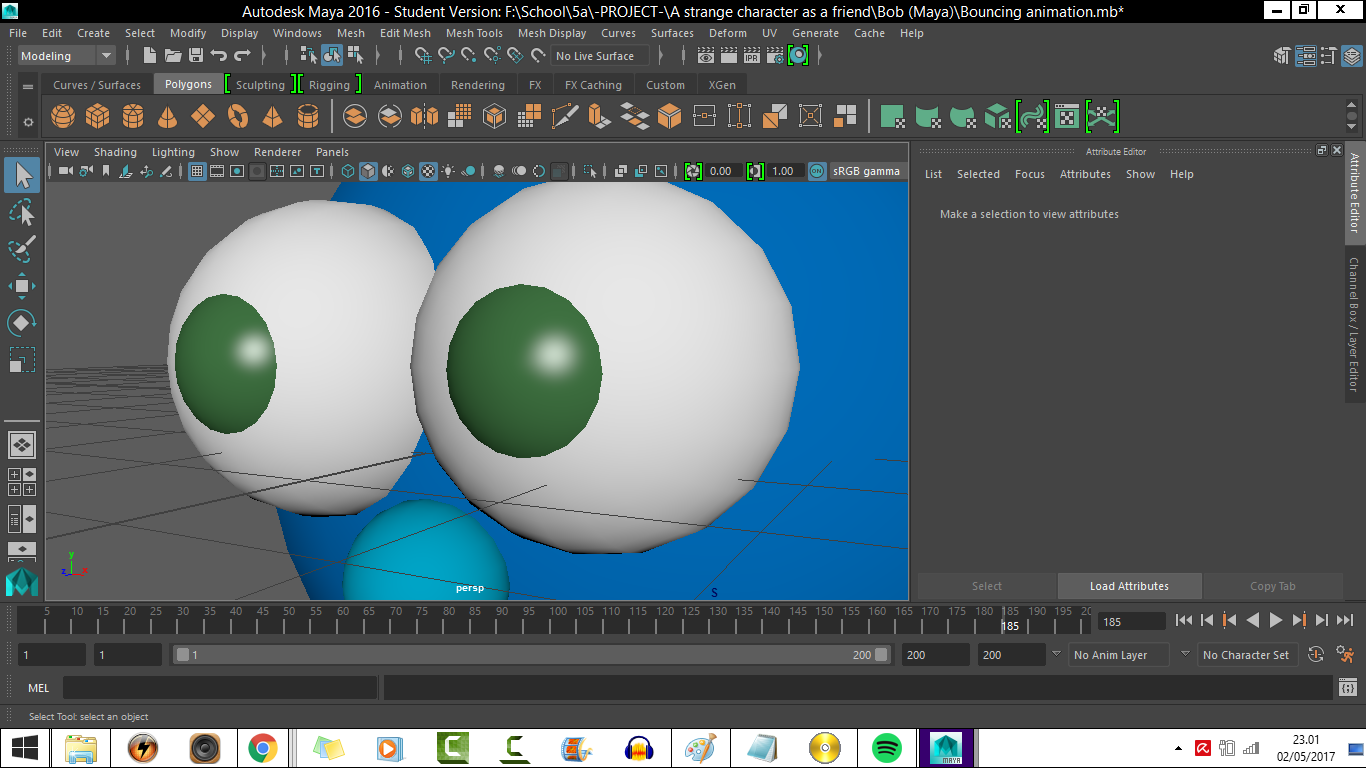 Autodesk Maya 2016 - Student Version: F:\School\5a\-PROJECT-\A strange character as a friend\Bob (Maya)\Bouncing animation.mb*
File Edit Create Select Modify Display Windows Mesh Edit Mesh Mesh Tools Mesh Display Curves Surfaces Deform UV Generate Cache Help
Modeling No Live Surface IPR
Curves / Surfaces Polygons Sculpting Rigging Animation Rendering FX FX Caching Custom XGen
View Shading Lighting Show Renderer Panels
0.00 1.00 ON sRGB gamma
Attribute Editor
List Selected Focus Attributes Show Help
Make a selection to view attributes
Attribute Editor
Channel Box / Layer Editor
y
z x
persp
S
Select Load Attributes Copy Tab
5 10 15 20 25 30 35 40 45 50 55 60 65 70 75 80 85 90 95 100 105 110 115 120 125 130 135 140 145 150 155 160 165 170 175 180 185 190 195 20
185
185
1 1 1 200 200 200 No Anim Layer No Character Set
MEL
Select Tool: select an object
MAYA
23.01
02/05/2017